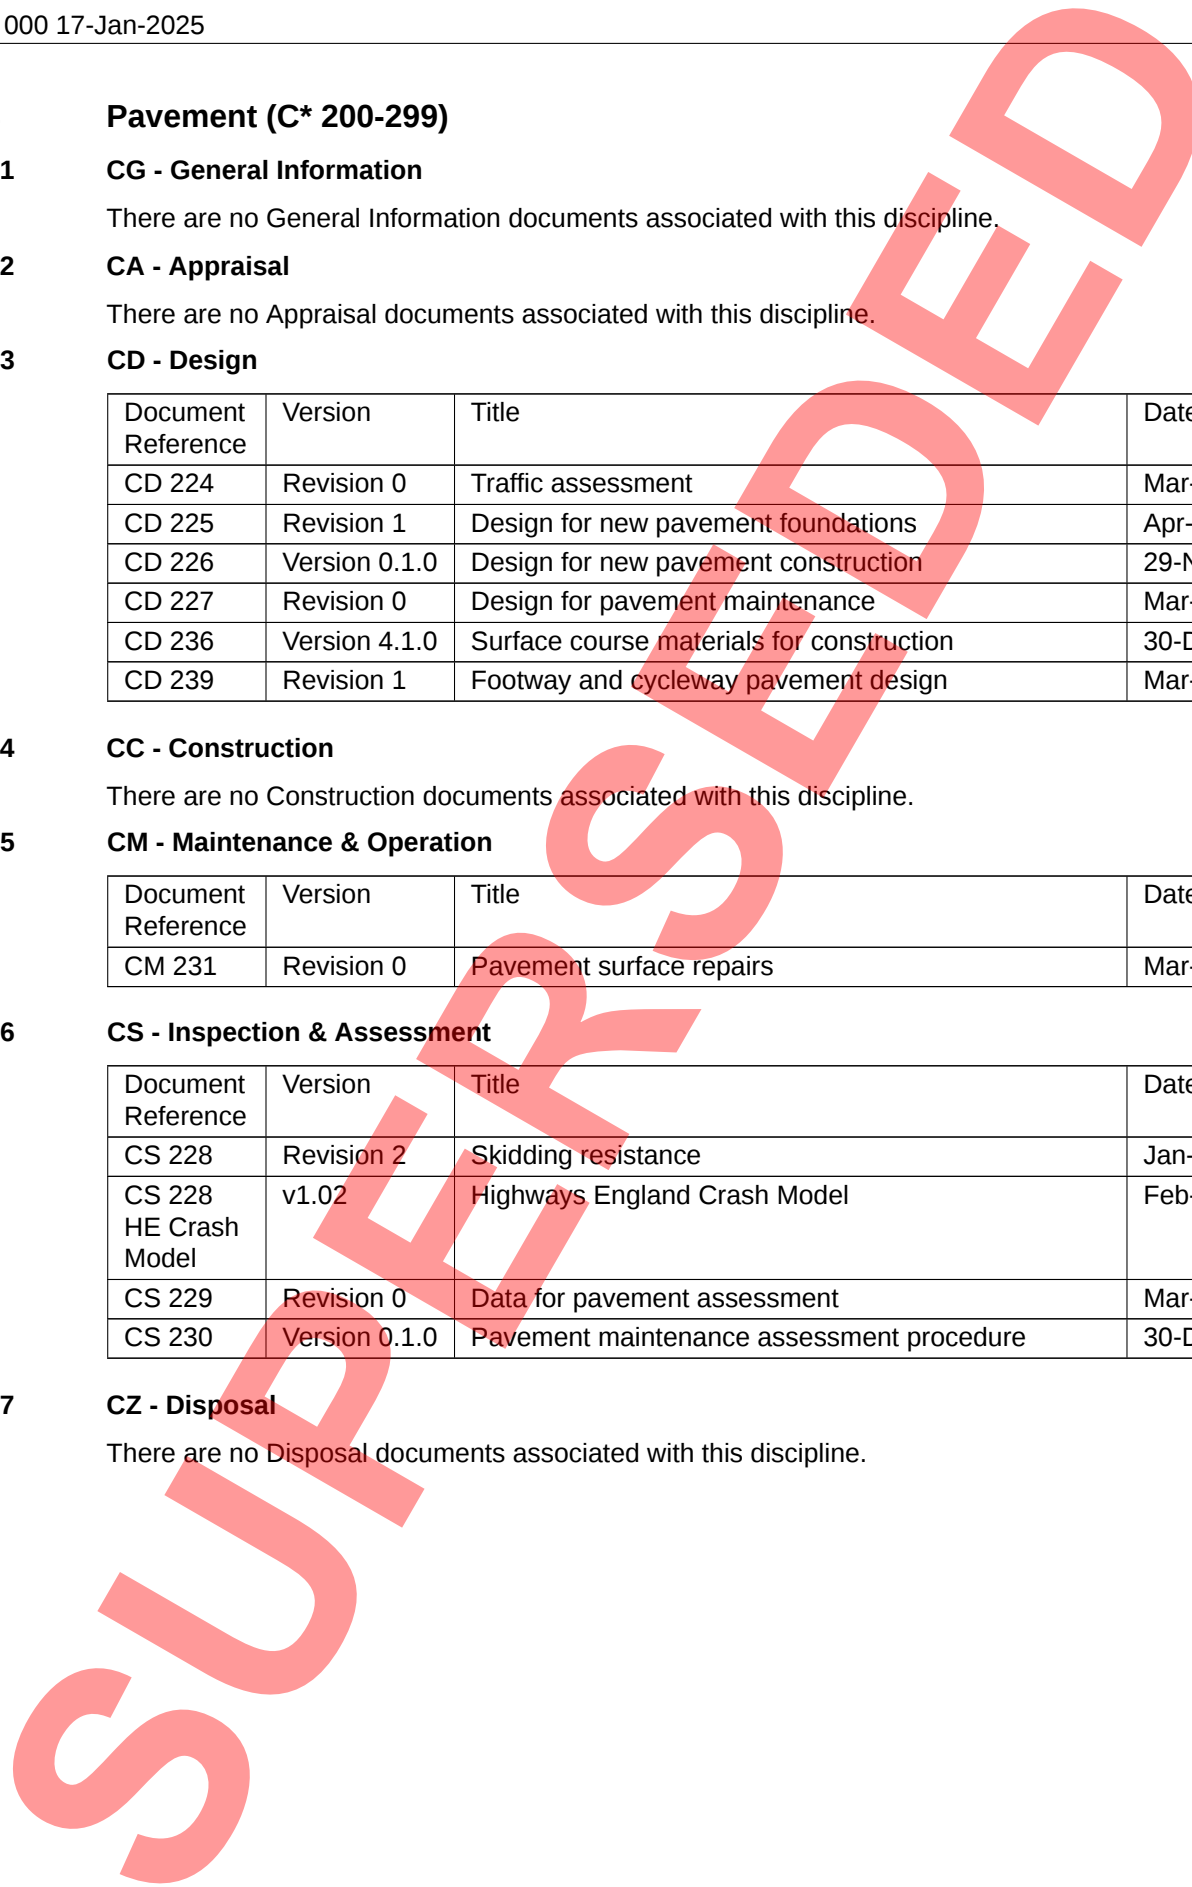 000 17-Jan-2025
Pavement (C* 200-299)
1 CG - General Information
There are no General Information documents associated with this discipline.
2 CA - Appraisal
There are no Appraisal documents associated with this discipline.
3 CD - Design
Document Reference Version Title Date
CD 224 Revision 0 Traffic assessment Mar-
CD 225 Revision 1 Design for new pavement foundations Apr-
CD 226 Version 0.1.0 Design for new pavement construction 29-N
CD 227 Revision 0 Design for pavement maintenance Mar-
CD 236 Version 4.1.0 Surface course materials for construction 30-D
CD 239 Revision 1 Footway and cycleway pavement design Mar-
4 CC - Construction
There are no Construction documents associated with this discipline.
5 CM - Maintenance & Operation
Document Reference Version Title Date
CM 231 Revision 0 Pavement surface repairs Mar-
6 CS - Inspection & Assessment
Document Reference Version Title Date
CS 228 Revision 2 Skidding resistance Jan-
CS 228 HE Crash Model v1.02 Highways England Crash Model Feb-
CS 229 Revision 0 Data for pavement assessment Mar-
CS 230 Version 0.1.0 Pavement maintenance assessment procedure 30-D
7 CZ - Disposal
There are no Disposal documents associated with this discipline.
SUPERSEDED